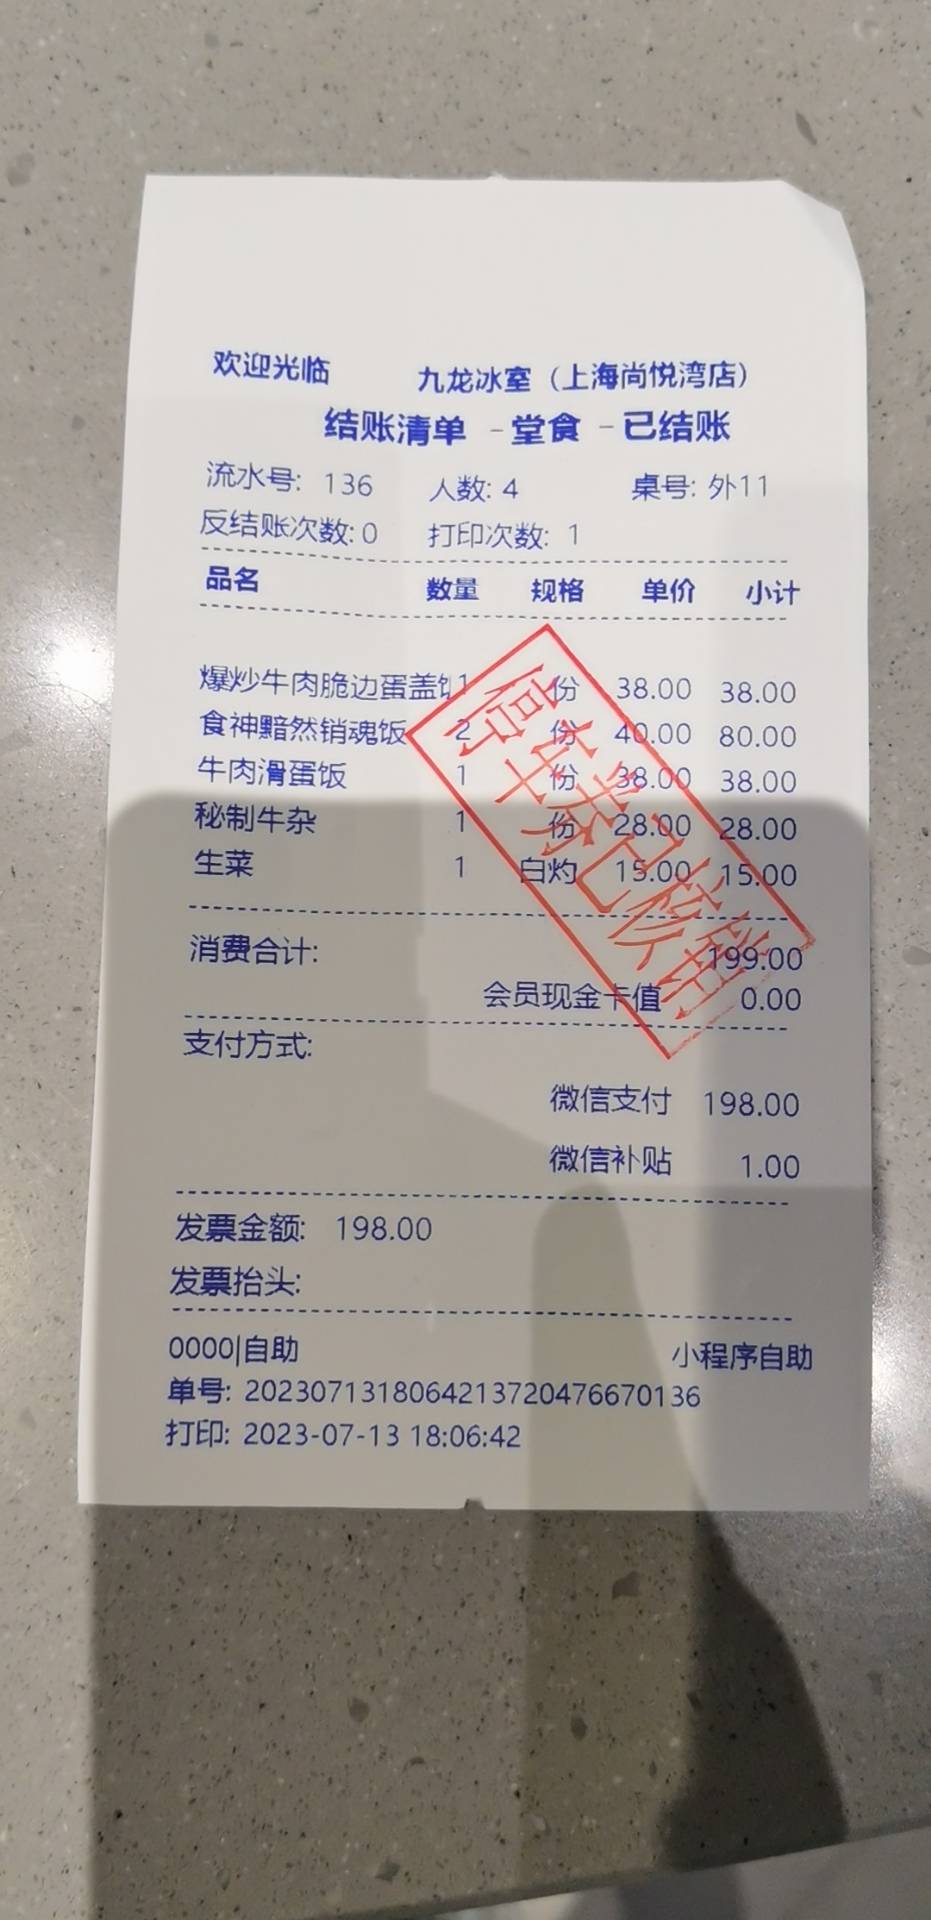 欢迎光临 九龙冰室（上海尚悦湾店）
结账清单 - 堂食 - 已结账
流水号: 136 人数: 4 桌号: 外11
反结账次数: 0 打印次数: 1
品名 数量 规格 单价 小计
爆炒牛肉脆边蛋盖 1 份 38.00 38.00
食神黯然销魂饭 2 份 40.00 80.00
牛肉滑蛋饭 1 份 38.00 38.00
秘制牛杂 1 份 28.00 28.00
生菜 1 白灼 15.00 15.00
停车券已核销
消费合计: 199.00
会员现金卡值 0.00
支付方式:
微信支付 198.00
微信补贴 1.00
发票金额: 198.00
发票抬头:
0000|自助 小程序自助
单号: 2023071318064213720476670136
打印: 2023-07-13 18:06:42